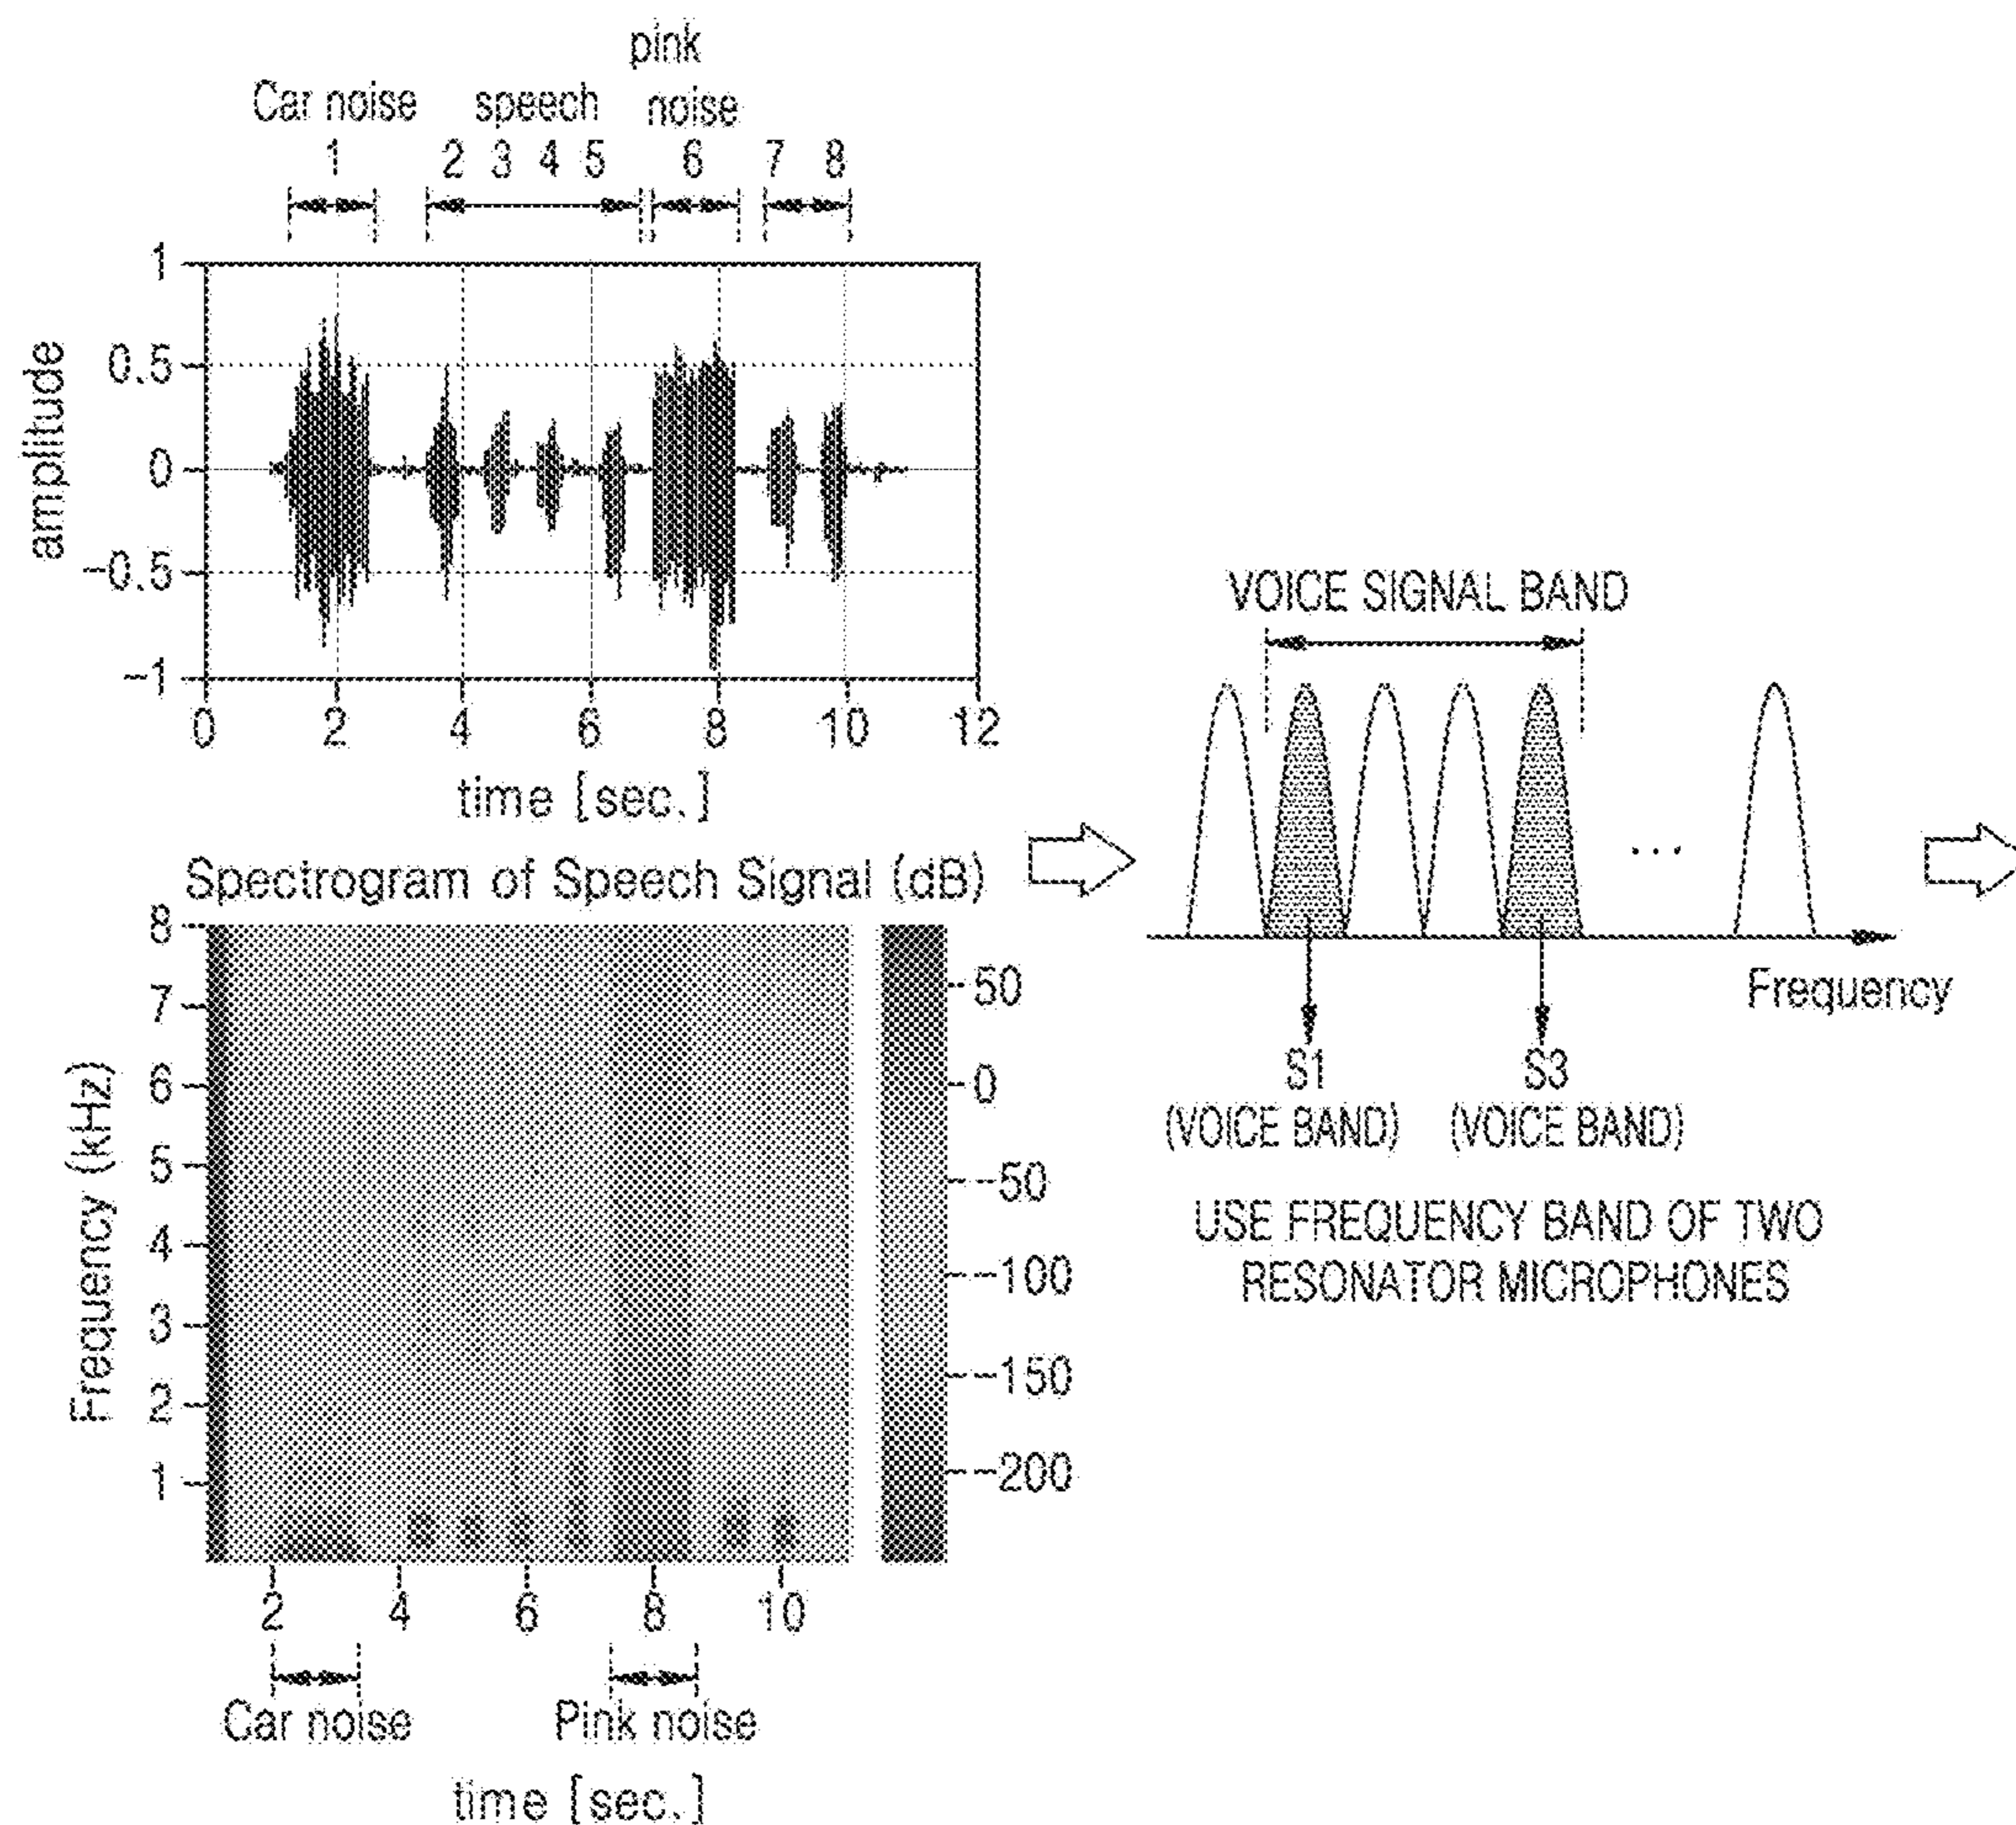 pink
Car noise speech noise
1 2 3 4 5 6 7 8
1
0.5
0
-0.5
-1
amplitude
0 2 4 6 8 10 12
time [sec.]
Spectrogram of Speech Signal (dB)
8
7
6
5
4
3
2
1
Frequency (kHz)
50
0
-50
-100
-150
-200
2 4 6 8 10
Car noise Pink noise
time [sec.]
VOICE SIGNAL BAND
...
Frequency
S1 S3
(VOICE BAND) (VOICE BAND)
USE FREQUENCY BAND OF TWO
RESONATOR MICROPHONES